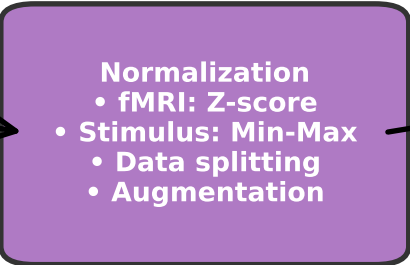 Normalization
• fMRI: Z-score
• Stimulus: Min-Max
• Data splitting
• Augmentation